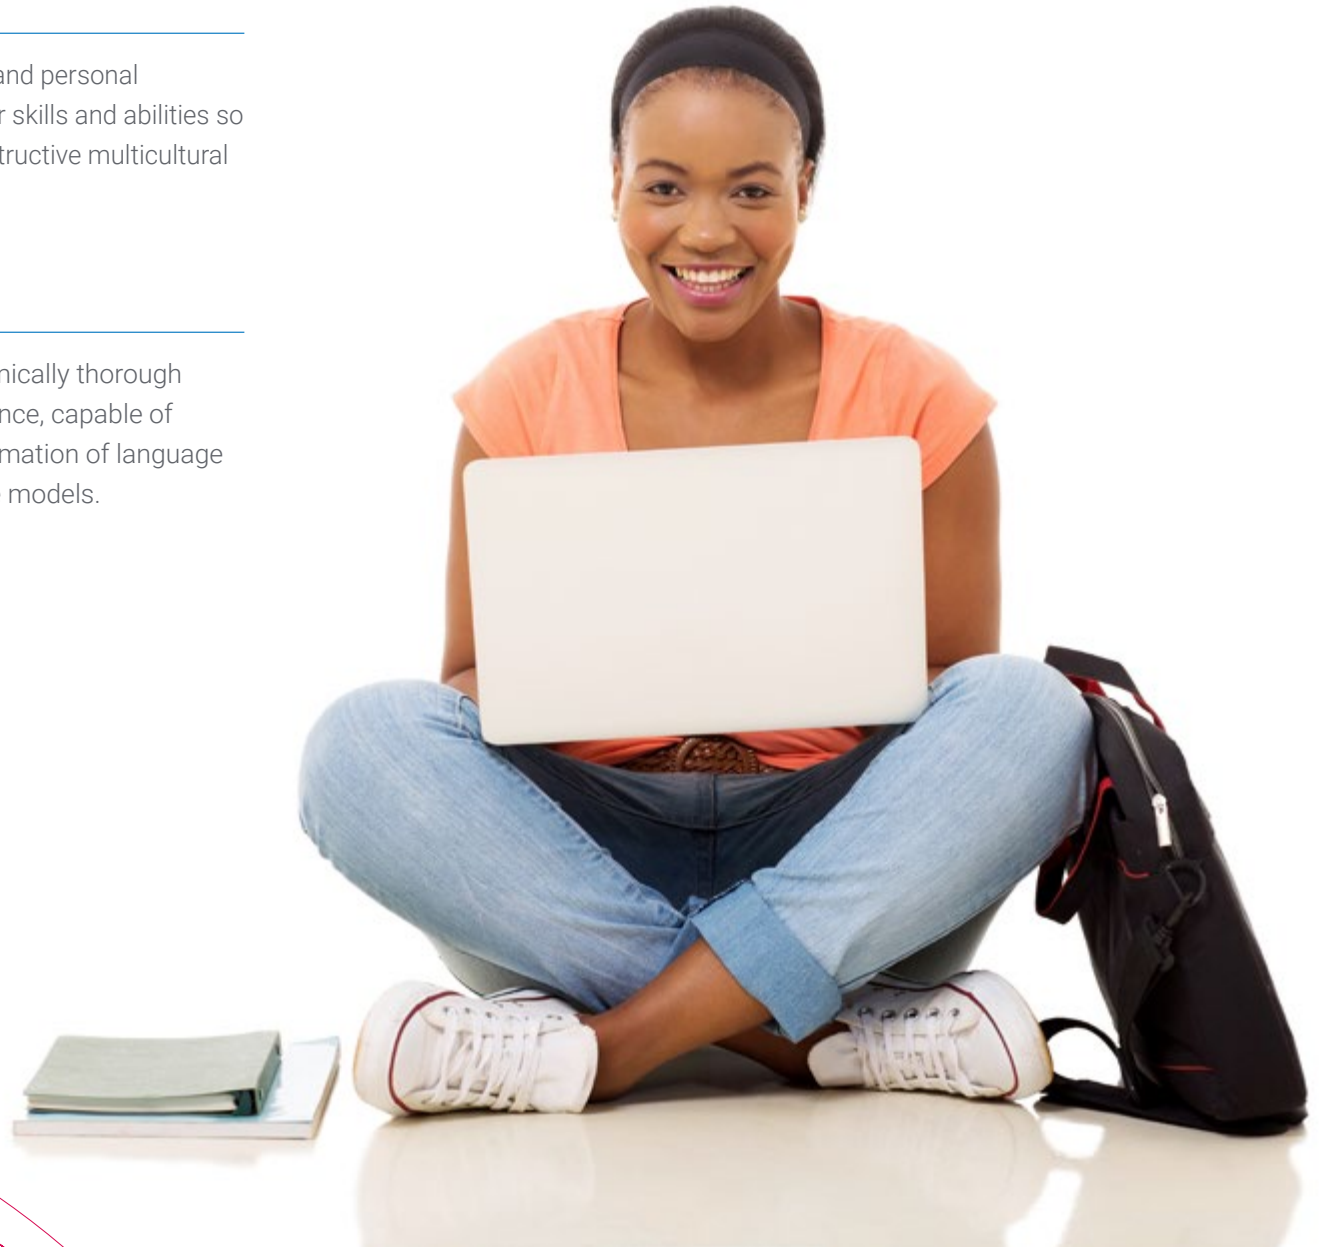 and personal
skills and abilities so
tructive multicultural
nically thorough
nce, capable of
mation of language
models.